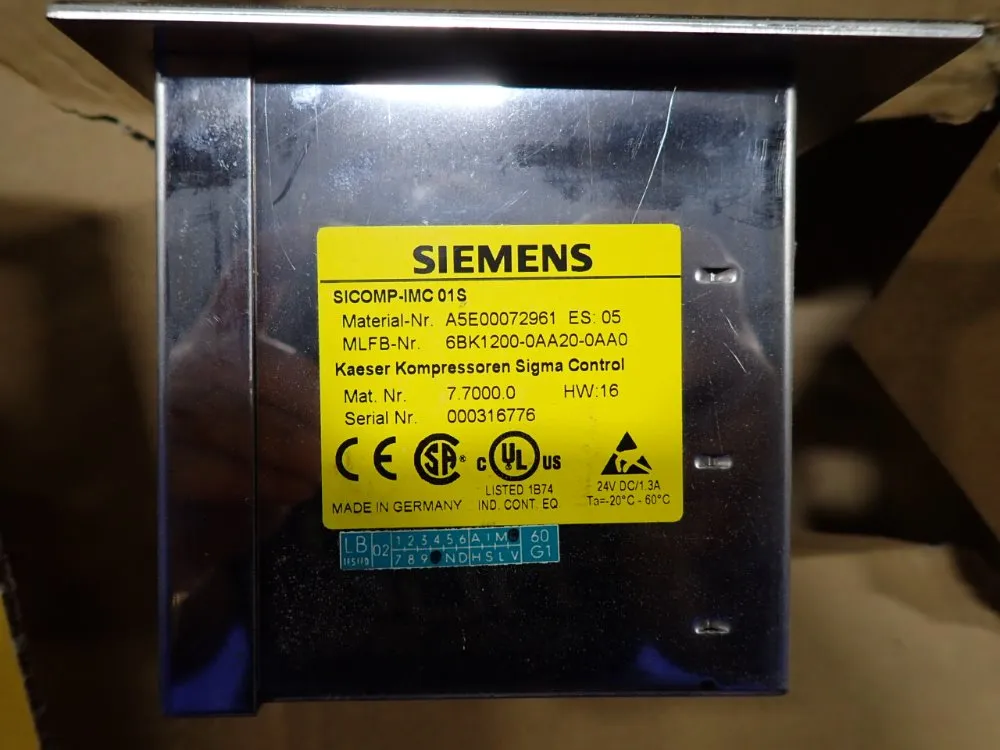 SIEMENS
SICOMP-IMC 01S
Material-Nr. A5E00072961 ES: 05
MLFB-Nr. 6BK1200-0AA20-0AA0
Kaeser Kompressoren Sigma Control
Mat. Nr. 7.7000.0 HW:16
Serial Nr. 000316776
CE SA ® c UL US
LISTED 1B74
24V DC/1.3A
MADE IN GERMANY IND. CONT. EQ. Ta=-20°C - 60°C
LB 02 1 2 3 4 5 6 A J M 60
7 8 9 N D H S L V G1